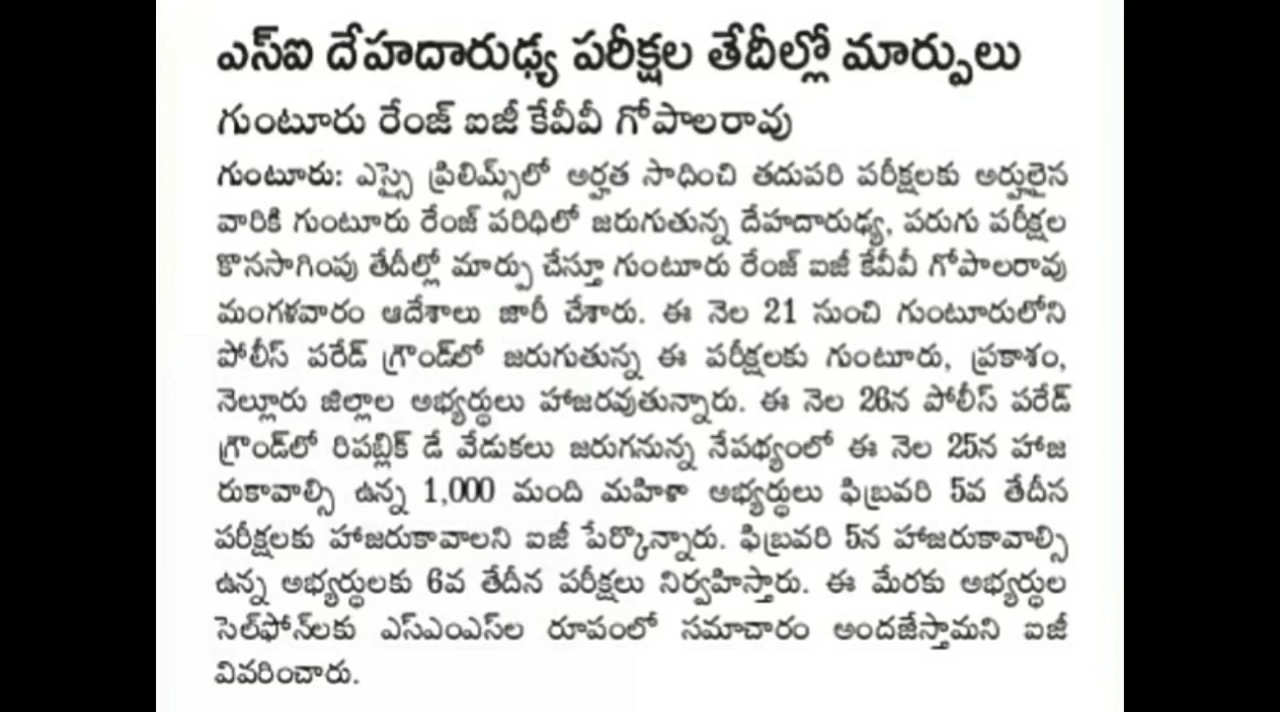 ఎస్ఐ దేహదారుఢ్య పరీక్షల తేదీల్లో మార్పులు
గుంటూరు రేంజ్ ఐజీ కేవీవీ గోపాలరావు
గుంటూరు: ఎస్సై ప్రిలిమ్స్‌లో అర్హత సాధించి తదుపరి పరీక్షలకు అర్హులైన
వారికి గుంటూరు రేంజ్ పరిధిలో జరుగుతున్న దేహదారుఢ్య, పరుగు పరీక్షల
కొనసాగింపు తేదీల్లో మార్పు చేస్తూ గుంటూరు రేంజ్ ఐజీ కేవీవీ గోపాలరావు
మంగళవారం ఆదేశాలు జారీ చేశారు. ఈ నెల 21 నుంచి గుంటూరులోని
పోలీస్ పరేడ్ గ్రౌండ్‌లో జరుగుతున్న ఈ పరీక్షలకు గుంటూరు, ప్రకాశం,
నెల్లూరు జిల్లాల అభ్యర్థులు హాజరవుతున్నారు. ఈ నెల 26న పోలీస్ పరేడ్
గ్రౌండ్‌లో రిపబ్లిక్ డే వేడుకలు జరుగనున్న నేపథ్యంలో ఈ నెల 25న హాజ
రుకావాల్సి ఉన్న 1,000 మంది మహిళా అభ్యర్థులు ఫిబ్రవరి 5వ తేదీన
పరీక్షలకు హాజరుకావాలని ఐజీ పేర్కొన్నారు. ఫిబ్రవరి 5న హాజరుకావాల్సి
ఉన్న అభ్యర్థులకు 6వ తేదీన పరీక్షలు నిర్వహిస్తారు. ఈ మేరకు అభ్యర్థుల
సెల్‌ఫోన్‌లకు ఎస్ఎంఎస్‌ల రూపంలో సమాచారం అందజేస్తామని ఐజీ
వివరించారు.